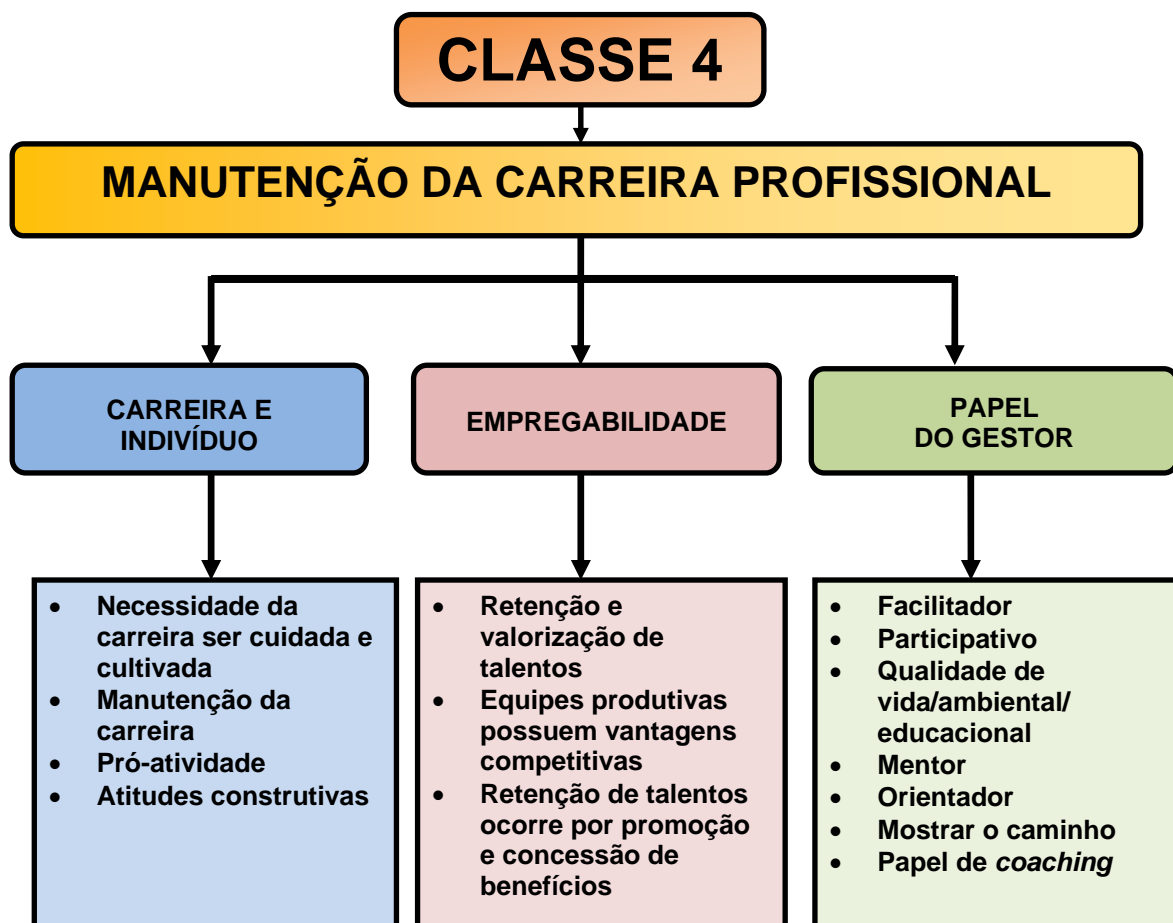 CLASSE 4
MANUTENÇÃO DA CARREIRA PROFISSIONAL
CARREIRA E
INDIVÍDUO
EMPREGABILIDADE
PAPEL
DO GESTOR
• Necessidade da
carreira ser cuidada e
cultivada
• Manutenção da
carreira
• Pró-atividade
• Atitudes construtivas
• Retenção e
valorização de
talentos
• Equipes produtivas
possuem vantagens
competitivas
• Retenção de talentos
ocorre por promoção
e concessão de
benefícios
• Facilitador
• Participativo
• Qualidade de
vida/ambiental/
educacional
• Mentor
• Orientador
• Mostrar o caminho
• Papel de coaching